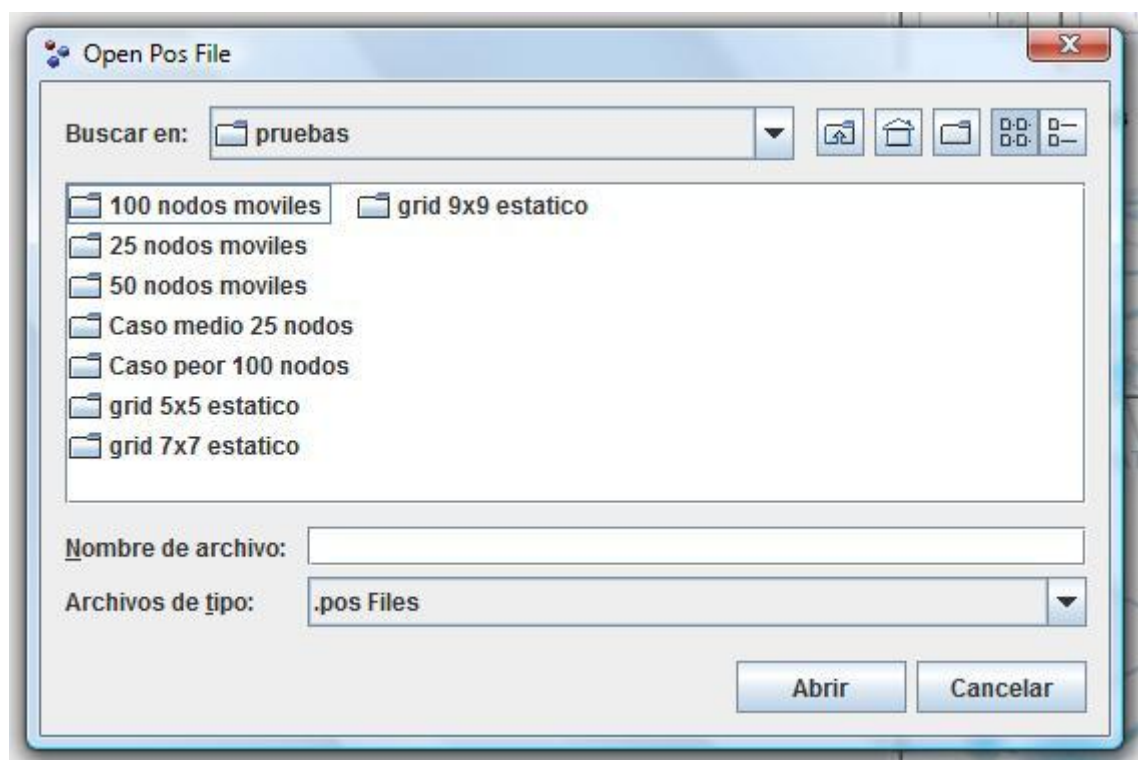 Open Pos File
Buscar en: pruebas
100 nodos moviles
25 nodos moviles
50 nodos moviles
Caso medio 25 nodos
Caso peor 100 nodos
grid 5x5 estatico
grid 7x7 estatico
grid 9x9 estatico
Nombre de archivo:
Archivos de tipo: .pos Files
Abrir Cancelar